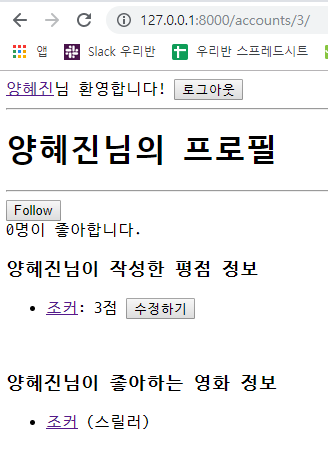 127.0.0.1:8000/accounts/3/
앱 Slack 우리반 우리반 스프레드시트
양혜진님 환영합니다! 로그아웃
양혜진님의 프로필
Follow
0명이 좋아합니다.
양혜진님이 작성한 평점 정보
• 조커: 3점 수정하기
양혜진님이 좋아하는 영화 정보
• 조커 (스릴러)